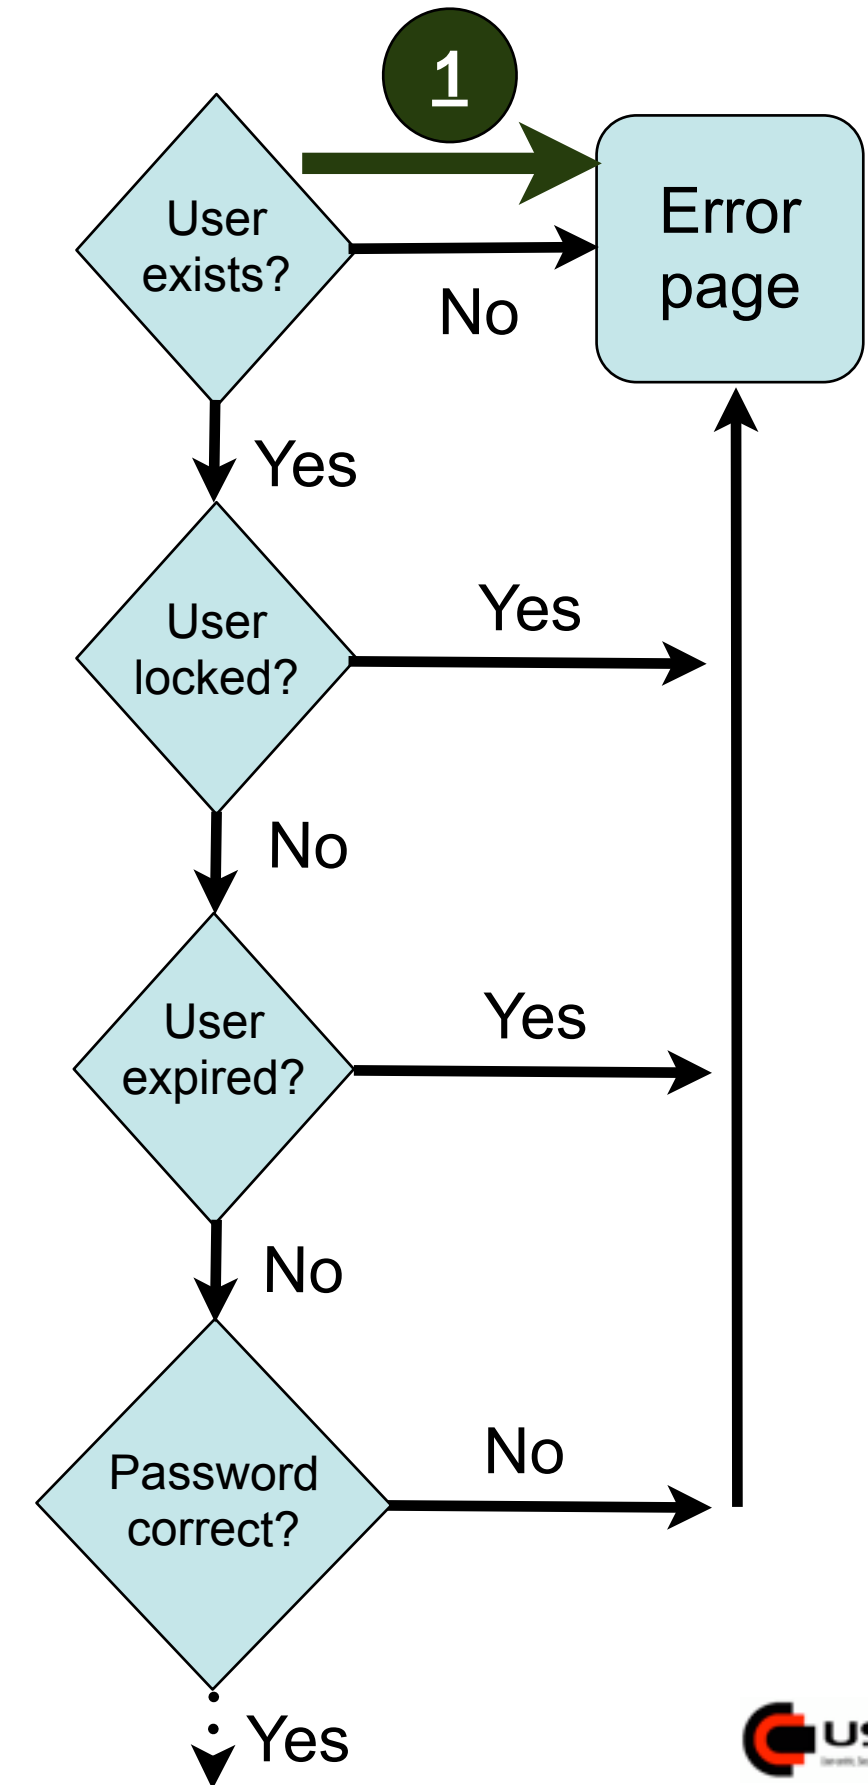 1
User
exists?
Error
page
No
Yes
User
locked?
Yes
No
User
expired?
Yes
No
Password
correct?
No
Yes